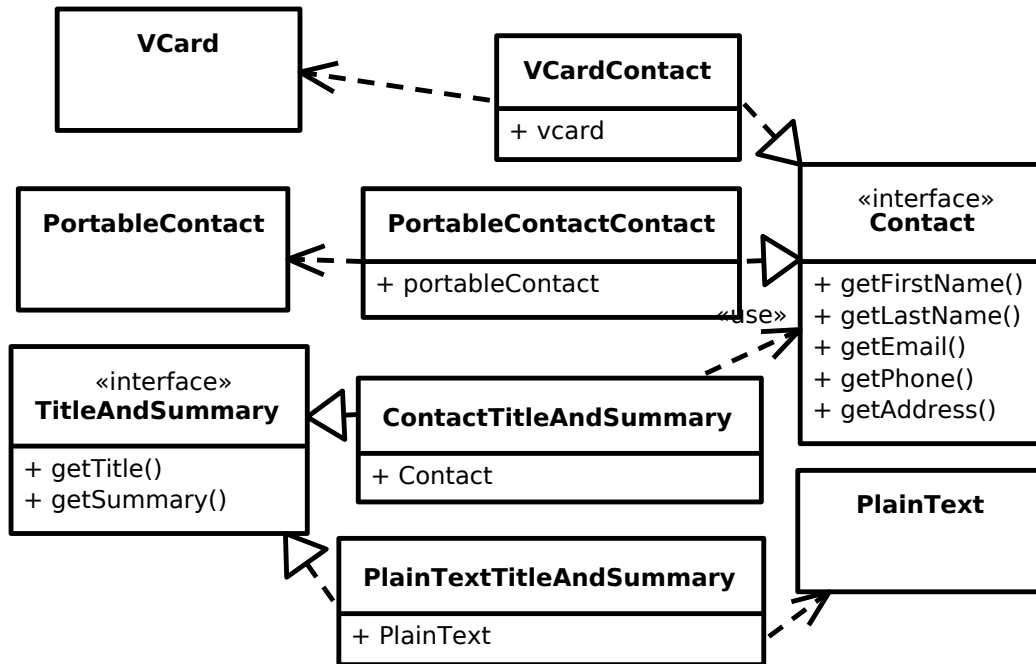 VCard
VCardContact
+ vcard
PortableContact
PortableContactContact
+ portableContact
«interface»
Contact
+ getFirstName()
+ getLastName()
+ getEmail()
+ getPhone()
+ getAddress()
«use»
«interface»
TitleAndSummary
+ getTitle()
+ getSummary()
ContactTitleAndSummary
+ Contact
PlainText
PlainTextTitleAndSummary
+ PlainText